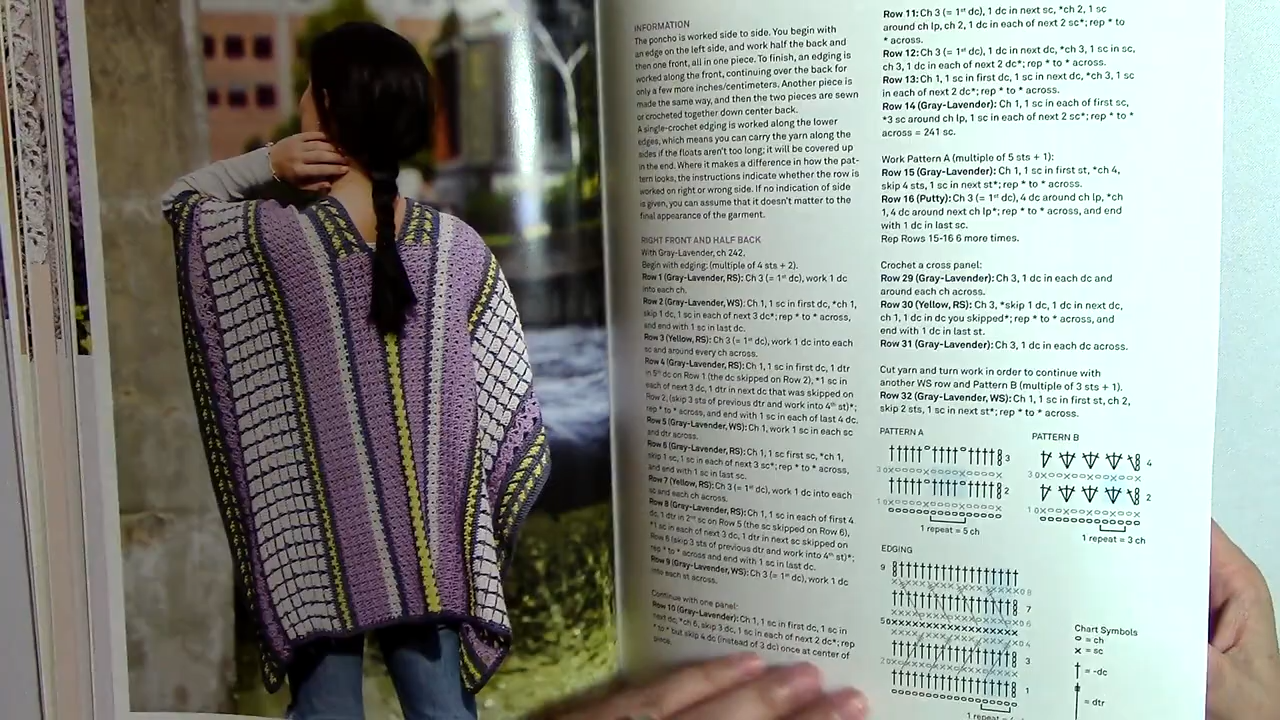 INFORMATION
The poncho is worked side to side. You begin with
an edge on the left side, and work half the back and
then one front, all in one piece. To finish, an edging is
worked along the front, continuing over the back for
only a few more inches/centimeters. Another piece is
made the same way, and then the two pieces are sewn
or crocheted together down center back.
A single-crochet edging is worked along the lower
edges, which means you can carry the yarn along the
sides if the floats aren't too long; it will be covered up
in the end. Where it makes a difference in how the pat-
tern looks, the instructions indicate whether the row is
worked on right or wrong side. If no indication of side
is given, you can assume that it doesn't matter to the
final appearance of the garment.
RIGHT FRONT AND HALF BACK
With Gray-Lavender, ch 242.
Begin with edging: (multiple of 4 sts + 2).
Row 1 (Gray-Lavender, RS): Ch 3 (= 1st dc), work 1 dc
into each ch.
Row 2 (Gray-Lavender, WS): Ch 1, 1 sc in first dc, *ch 1,
skip 1 dc, 1 sc in each of next 3 dc*; rep * to * across,
and end with 1 sc in last dc.
Row 3 (Yellow, RS): Ch 3 (= 1st dc), work 1 dc into each
sc and around every ch across.
Row 4 (Gray-Lavender, RS): Ch 1, 1 sc in first dc, 1 dtr
in 5th dc on Row 1 (the dc skipped on Row 2), *1 sc in
each of next 3 dc, 1 dtr in next dc that was skipped on
Row 2, (skip 3 sts of previous dtr and work into 4th st)*;
rep * to * across, and end with 1 sc in each of last 4 dc.
Row 5 (Gray-Lavender, WS): Ch 1, work 1 sc in each sc
and dtr across.
Row 6 (Gray-Lavender, RS): Ch 1, 1 sc first sc, *ch 1,
skip 1 sc, 1 sc in each of next 3 sc*; rep * to * across,
and end with 1 sc in last sc.
Row 7 (Yellow, RS): Ch 3 (= 1st dc), work 1 dc into each
sc and each ch across.
Row 8 (Gray-Lavender, RS): Ch 1, 1 sc in each of first 4
dc, 1 dtr in 2nd sc on Row 5 (the sc skipped on Row 6),
*1 sc in each of next 3 dc, 1 dtr in next sc skipped on
Row 6 (skip 3 sts of previous dtr and work into 4th st)*;
rep * to * across and end with 1 sc in last dc.
Row 9 (Gray-Lavender, WS): Ch 3 (= 1st dc), work 1 dc
into each st across.
Continue with one panel:
Row 10 (Gray-Lavender): Ch 1, 1 sc in first dc, 1 sc in
next dc, *ch 6, skip 3 dc, 1 sc in each of next 2 dc*; rep
* to * but skip 4 dc (instead of 3 dc) once at center of
piece.
Row 11: Ch 3 (= 1st dc), 1 dc in next sc, *ch 2, 1 sc
around ch lp, ch 2, 1 dc in each of next 2 sc*; rep * to
* across.
Row 12: Ch 3 (= 1st dc), 1 dc in next dc, *ch 3, 1 sc in sc,
ch 3, 1 dc in each of next 2 dc*; rep * to * across.
Row 13: Ch 1, 1 sc in first dc, 1 sc in next dc, *ch 3, 1 sc
in each of next 2 dc*; rep * to * across.
Row 14 (Gray-Lavender): Ch 1, 1 sc in each of first sc,
*3 sc around ch lp, 1 sc in each of next 2 sc*; rep * to *
across = 241 sc.
Work Pattern A (multiple of 5 sts + 1):
Row 15 (Gray-Lavender): Ch 1, 1 sc in first st, *ch 4,
skip 4 sts, 1 sc in next st*; rep * to * across.
Row 16 (Putty): Ch 3 (= 1st dc), 4 dc around ch lp, *ch
1, 4 dc around next ch lp*; rep * to * across, and end
with 1 dc in last sc.
Rep Rows 15-16 6 more times.
Crochet a cross panel:
Row 29 (Gray-Lavender): Ch 3, 1 dc in each dc and
around each ch across.
Row 30 (Yellow, RS): Ch 3, *skip 1 dc, 1 dc in next dc,
ch 1, 1 dc in dc you skipped*; rep * to * across, and
end with 1 dc in last st.
Row 31 (Gray-Lavender): Ch 3, 1 dc in each dc across.
Cut yarn and turn work in order to continue with
another WS row and Pattern B (multiple of 3 sts + 1).
Row 32 (Gray-Lavender, WS): Ch 1, 1 sc in first st, ch 2,
skip 2 sts, 1 sc in next st*; rep * to * across.
PATTERN A
3
3
2
1
1 repeat = 5 ch
PATTERN B
4
3
2
1
1 repeat = 3 ch
EDGING
9
8
7
6
5
4
3
2
1
Chart Symbols
= ch
= sc
= -dc
= dtr